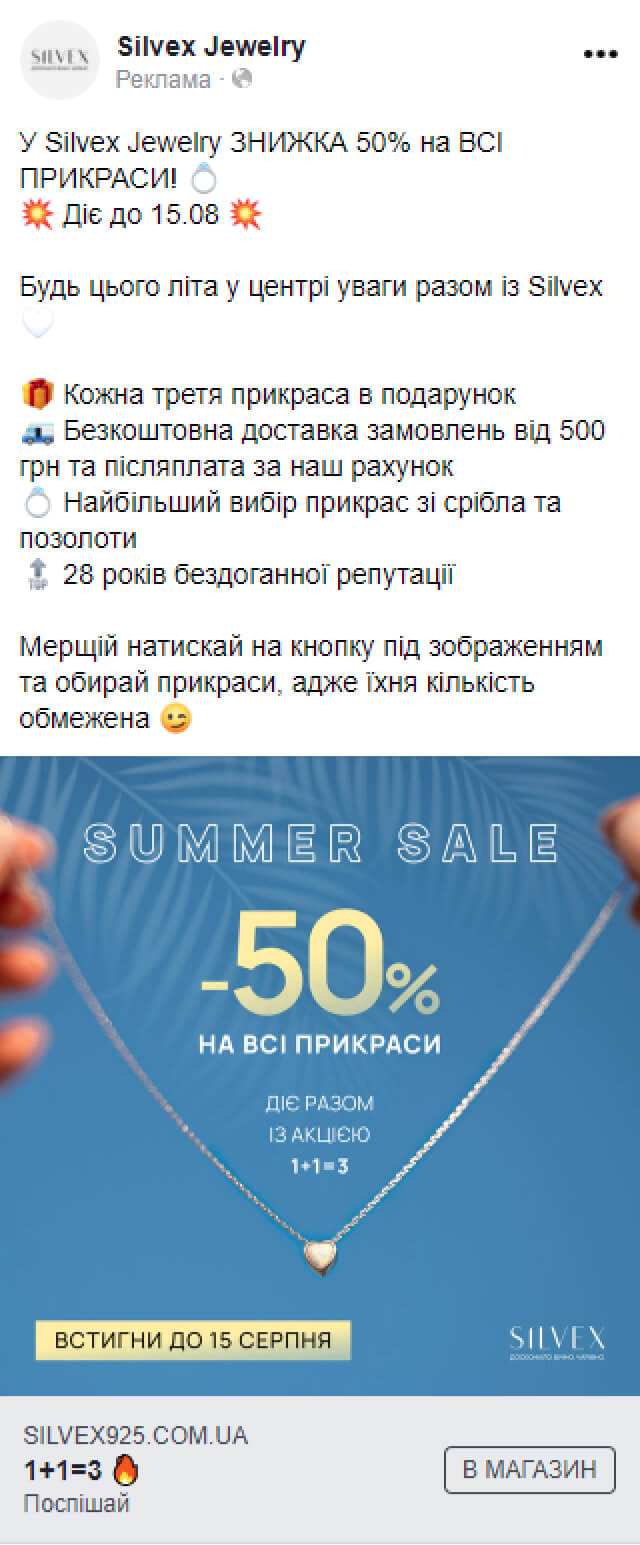 SILVEX
Silvex Jewelry
Реклама ·
У Silvex Jewelry ЗНИЖКА 50% на ВСІ
ПРИКРАСИ! 💍
💥 Діє до 15.08 💥
Будь цього літа у центрі уваги разом із Silvex
🤍
🎁 Кожна третя прикраса в подарунок
🚐 Безкоштовна доставка замовлень від 500
грн та післяплата за наш рахунок
💍 Найбільший вибір прикрас зі срібла та
позолоти
🔝 28 років бездоганної репутації
Мерщій натискай на кнопку під зображенням
та обирай прикраси, адже їхня кількість
обмежена 😉
SUMMER SALE
-50%
НА ВСІ ПРИКРАСИ
ДІЄ РАЗОМ
ІЗ АКЦІЄЮ
1+1=3
ВСТИГНИ ДО 15 СЕРПНЯ
SILVEX
SILVEX925.COM.UA
1+1=3 🔥
Поспішай
В МАГАЗИН